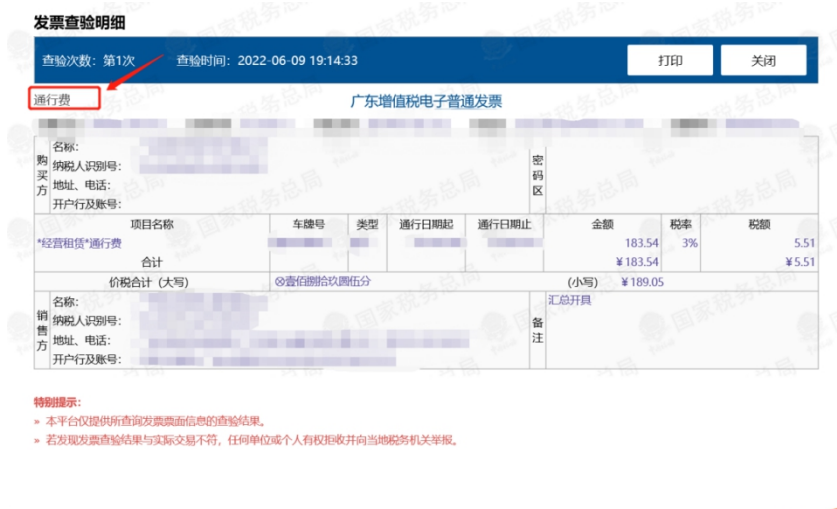 发票查验明细
查验次数：第1次 查验时间：2022-06-09 19:14:33 打印 关闭
通行费 广东增值税电子普通发票
购买方
名称：
纳税人识别号：
地址、电话：
开户行及账号：
密码区
项目名称 车牌号 类型 通行日期起 通行日期止 金额 税率 税额
*经营租赁*通行费 183.54 3% 5.51
合计 ￥183.54 ￥5.51
价税合计（大写） ⊗壹佰捌拾玖圆伍分 (小写) ￥189.05
销售方
名称：
纳税人识别号：
地址、电话：
开户行及账号：
备注
汇总开具
特别提示：
» 本平台仅提供所查询发票票面信息的查验结果。
» 若发现发票查验结果与实际交易不符，任何单位或个人有权拒收并向当地税务机关举报。
国家税务总局